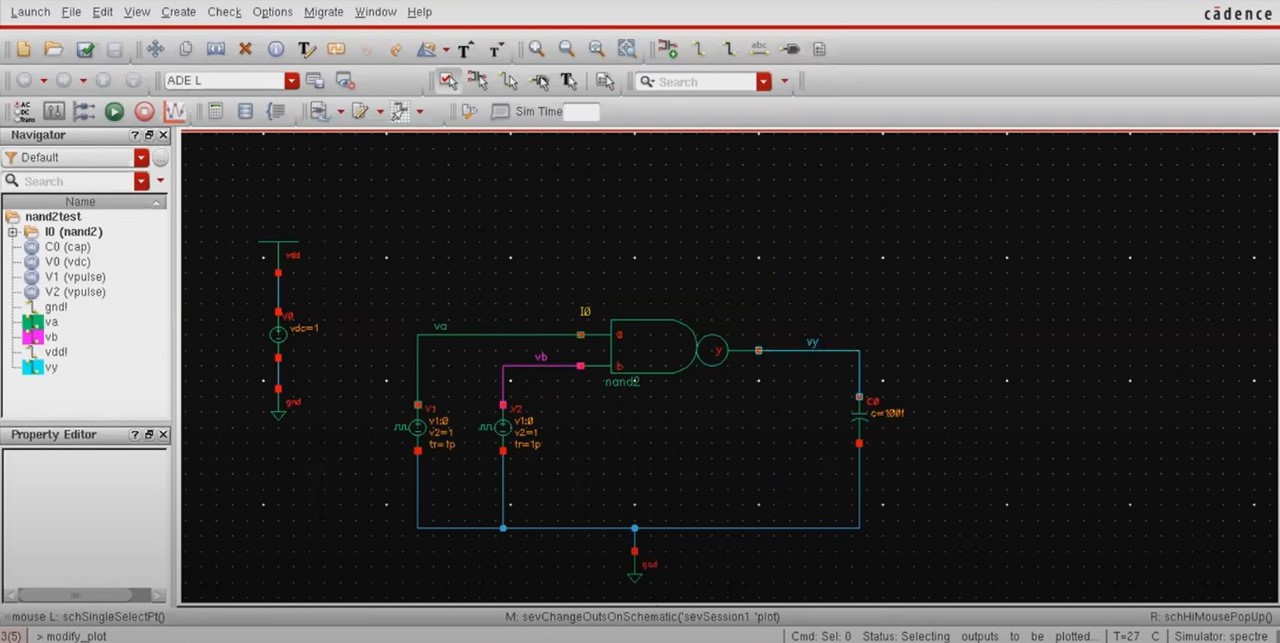 Launch File Edit View Create Check Options Migrate Window Help
cādence
ADE L
Search
AC
DC
Trans
Sim Time
Navigator
Default
Search
Name
nand2test
I0 (nand2)
C0 (cap)
V0 (vdc)
V1 (vpulse)
V2 (vpulse)
gnd!
va
vb
vdd!
vy
Property Editor
vdd
V0
vdc=1
gnd
va
I0
a
vb
b
y
nand2
vy
V1
v1:0
v2=1
tr=1p
V2
v1:0
v2=1
tr=1p
C0
c=100f
gnd
mouse L: schSingleSelectPt()
M: sevChangeOutsOnSchematic('sevSession1 'plot)
R: schHiMousePopUp()
3(5) > modify_plot
Cmd: Sel: 0 Status: Selecting outputs to be plotted... T=27 C Simulator: spectre